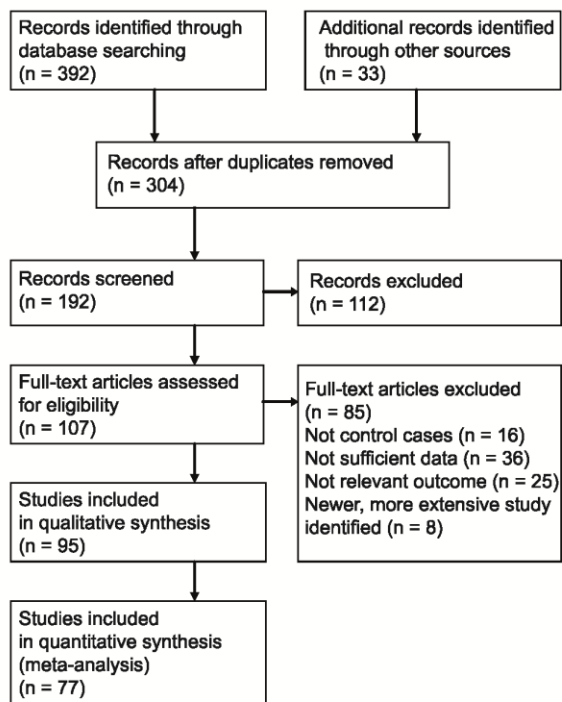 Records identified through
database searching
(n = 392)
Additional records identified
through other sources
(n = 33)
Records after duplicates removed
(n = 304)
Records screened
(n = 192)
Records excluded
(n = 112)
Full-text articles assessed
for eligibility
(n = 107)
Full-text articles excluded
(n = 85)
Not control cases (n = 16)
Not sufficient data (n = 36)
Not relevant outcome (n = 25)
Newer, more extensive study
identified (n = 8)
Studies included
in qualitative synthesis
(n = 95)
Studies included
in quantitative synthesis
(meta-analysis)
(n = 77)